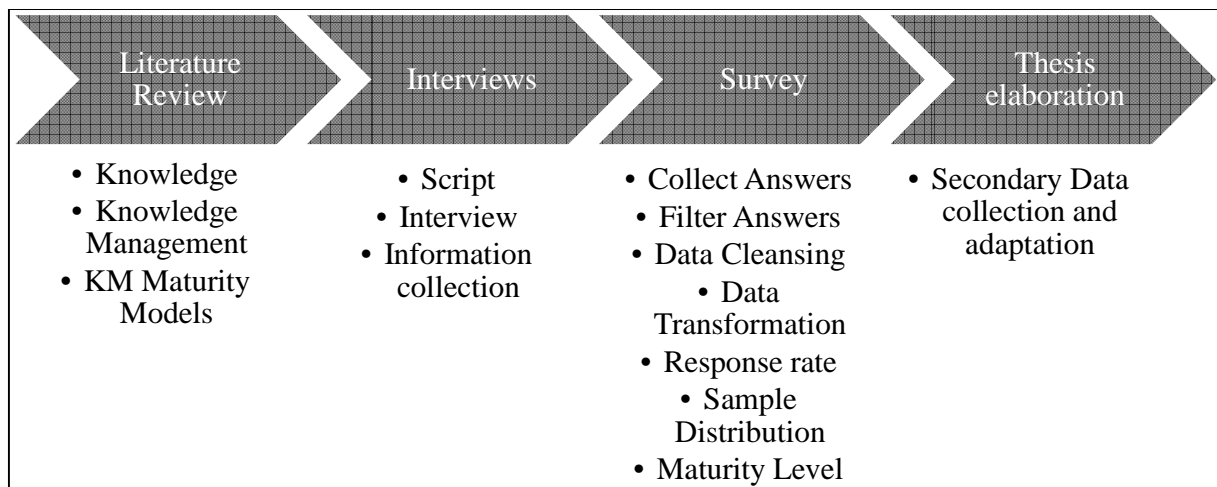 Literature
Review
Interviews
Survey
Thesis
elaboration
• Knowledge
• Knowledge
Management
• KM Maturity
Models
• Script
• Interview
• Information
collection
• Collect Answers
• Filter Answers
• Data Cleansing
• Data
Transformation
• Response rate
• Sample
Distribution
• Maturity Level
• Secondary Data
collection and
adaptation